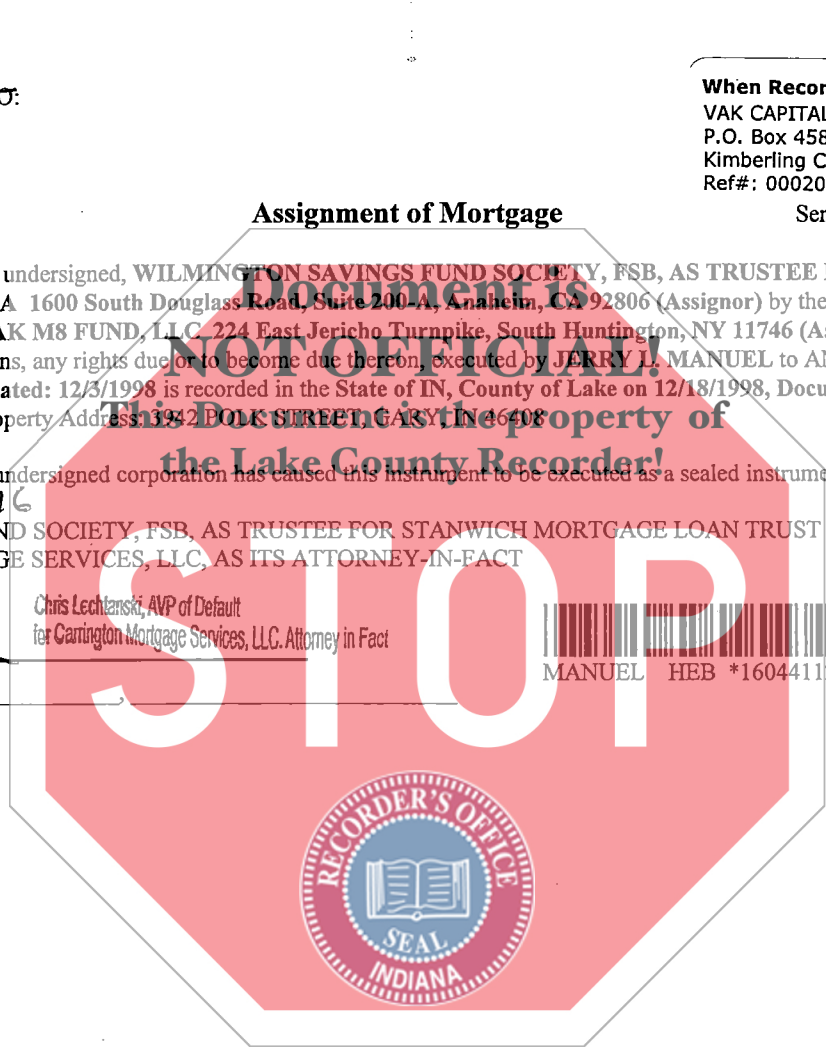 O:
When Recor
VAK CAPITAL
P.O. Box 458
Kimberling C
Ref#: 00020
Assignment of Mortgage
Ser
undersigned, WILMINGTON SAVINGS FUND SOCIETY, FSB, AS TRUSTEE
A 1600 South Douglass Road, Suite 200-A, Anaheim, CA 92806 (Assignor) by the
AK M8 FUND, LLC, 224 East Jericho Turnpike, South Huntington, NY 11746 (As
ns, any rights due or to become due thereon, executed by JERRY L. MANUEL to AN
ated: 12/3/1998 is recorded in the State of IN, County of Lake on 12/18/1998, Docu
perty Address: 3942 POLK STREET, GARY, IN 46408
Document is
NOT OFFICIAL!
This Document is the property of
the Lake County Recorder!
undersigned corporation has caused this instrument to be executed as a sealed instrume
16
ND SOCIETY, FSB, AS TRUSTEE FOR STANWICH MORTGAGE LOAN TRUST
GE SERVICES, LLC, AS ITS ATTORNEY-IN-FACT
Chris Lechtanski, AVP of Default
for Carrington Mortgage Services, LLC. Attorney in Fact
MANUEL HEB *1604411
STOP
RECORDER'S OFFICE
SEAL
INDIANA